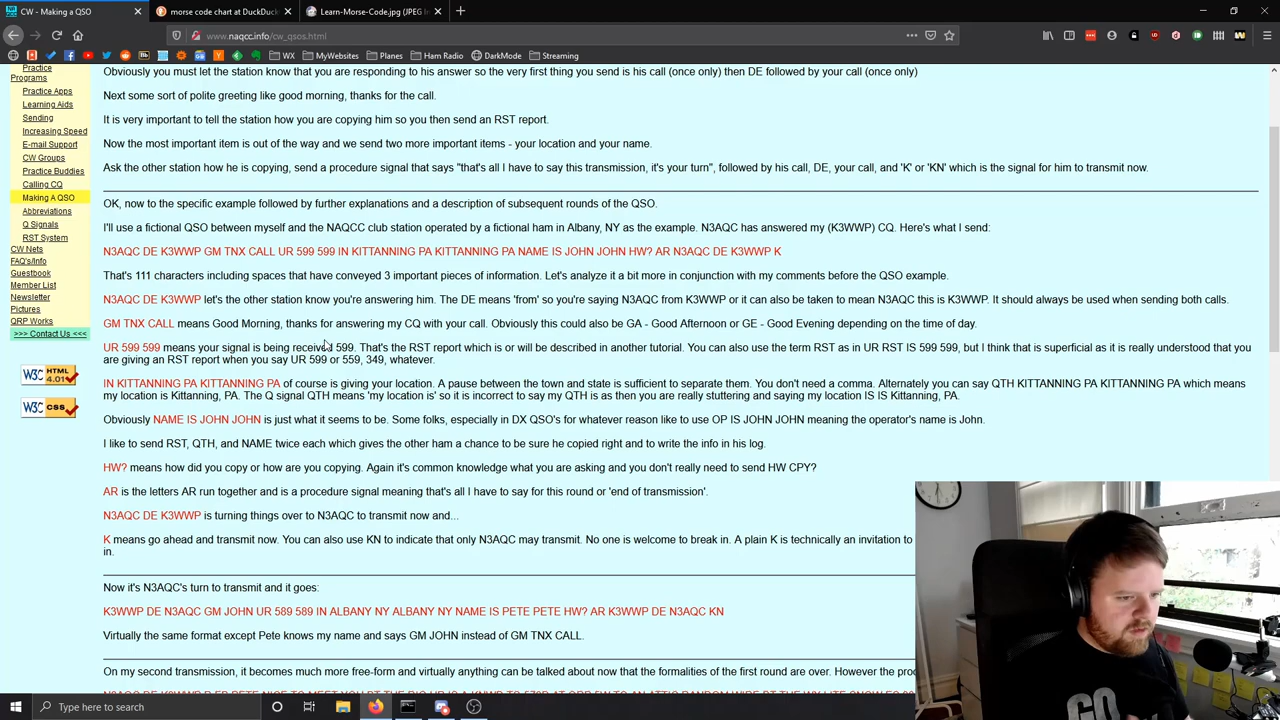 CW - Making a QSO
morse code chart at DuckDuck
Learn-Morse-Code.jpg (JPEG I
www.naqcc.info/cw_qsos.html
WX
MyWebsites
Planes
Ham Radio
DarkMode
Streaming
Practice
Programs
Practice Apps
Learning Aids
Sending
Increasing Speed
E-mail Support
CW Groups
Practice Buddies
Calling CQ
Making A QSO
Abbreviations
Q Signals
RST System
CW Nets
FAQ's/Info
Guestbook
Member List
Newsletter
Pictures
QRP Works
>>> Contact Us <<<
W3C HTML 4.01
W3C CSS
Obviously you must let the station know that you are responding to his answer so the very first thing you send is his call (once only) then DE followed by your call (once only)
Next some sort of polite greeting like good morning, thanks for the call.
It is very important to tell the station how you are copying him so you then send an RST report.
Now the most important item is out of the way and we send two more important items - your location and your name.
Ask the other station how he is copying, send a procedure signal that says "that's all I have to say this transmission, it's your turn", followed by his call, DE, your call, and 'K' or 'KN' which is the signal for him to transmit now.
OK, now to the specific example followed by further explanations and a description of subsequent rounds of the QSO.
I'll use a fictional QSO between myself and the NAQCC club station operated by a fictional ham in Albany, NY as the example. N3AQC has answered my (K3WWP) CQ. Here's what I send:
N3AQC DE K3WWP GM TNX CALL UR 599 599 IN KITTANNING PA KITTANNING PA NAME IS JOHN JOHN HW? AR N3AQC DE K3WWP K
That's 111 characters including spaces that have conveyed 3 important pieces of information. Let's analyze it a bit more in conjunction with my comments before the QSO example.
N3AQC DE K3WWP let's the other station know you're answering him. The DE means 'from' so you're saying N3AQC from K3WWP or it can also be taken to mean N3AQC this is K3WWP. It should always be used when sending both calls.
GM TNX CALL means Good Morning, thanks for answering my CQ with your call. Obviously this could also be GA - Good Afternoon or GE - Good Evening depending on the time of day.
UR 599 599 means your signal is being received 599. That's the RST report which is or will be described in another tutorial. You can also use the term RST as in UR RST IS 599 599, but I think that is superficial as it is really understood that you
are giving an RST report when you say UR 599 or 559, 349, whatever.
IN KITTANNING PA KITTANNING PA of course is giving your location. A pause between the town and state is sufficient to separate them. You don't need a comma. Alternately you can say QTH KITTANNING PA KITTANNING PA which means
my location is Kittanning, PA. The Q signal QTH means 'my location is' so it is incorrect to say my QTH is as then you are really stuttering and saying my location IS IS Kittanning, PA.
Obviously NAME IS JOHN JOHN is just what it seems to be. Some folks, especially in DX QSO's for whatever reason like to use OP IS JOHN JOHN meaning the operator's name is John.
I like to send RST, QTH, and NAME twice each which gives the other ham a chance to be sure he copied right and to write the info in his log.
HW? means how did you copy or how are you copying. Again it's common knowledge what you are asking and you don't really need to send HW CPY?
AR is the letters AR run together and is a procedure signal meaning that's all I have to say for this round or 'end of transmission'.
N3AQC DE K3WWP is turning things over to N3AQC to transmit now and...
K means go ahead and transmit now. You can also use KN to indicate that only N3AQC may transmit. No one is welcome to break in. A plain K is technically an invitation to
in.
Now it's N3AQC's turn to transmit and it goes:
K3WWP DE N3AQC GM JOHN UR 589 589 IN ALBANY NY ALBANY NY NAME IS PETE PETE HW? AR K3WWP DE N3AQC KN
Virtually the same format except Pete knows my name and says GM JOHN instead of GM TNX CALL.
On my second transmission, it becomes much more free-form and virtually anything can be talked about now that the formalities of the first round are over. However the proc
GO
Type here to search